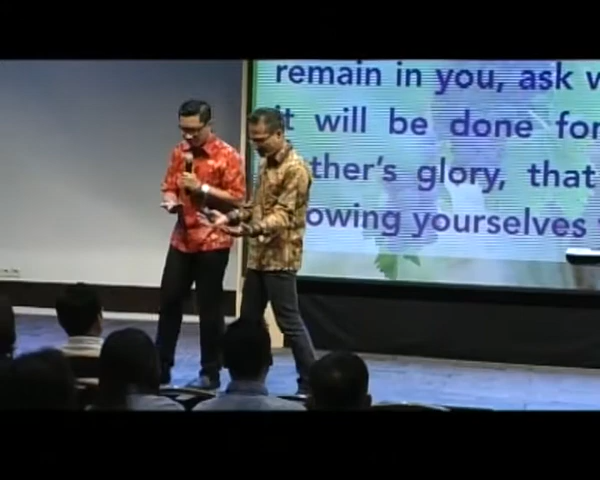 remain in you, ask
it will be done for
ther's glory, that
owing yourselves